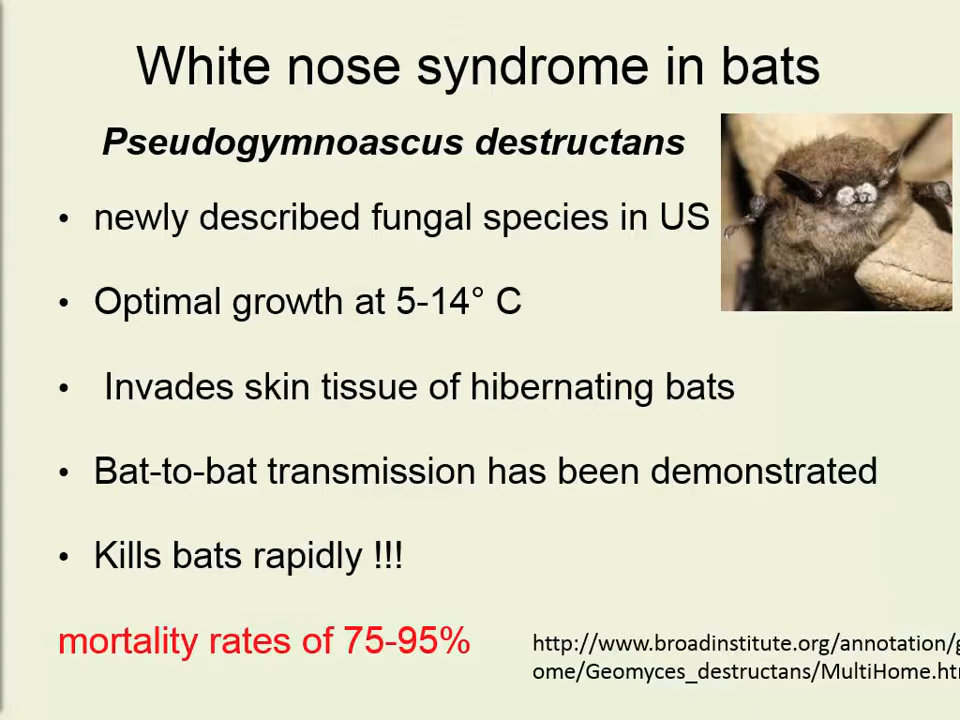 White nose syndrome in bats
Pseudogymnoascus destructans
• newly described fungal species in US
• Optimal growth at 5-14° C
• Invades skin tissue of hibernating bats
• Bat-to-bat transmission has been demonstrated
• Kills bats rapidly !!!
mortality rates of 75-95%
http://www.broadinstitute.org/annotation/g
ome/Geomyces_destructans/MultiHome.htm